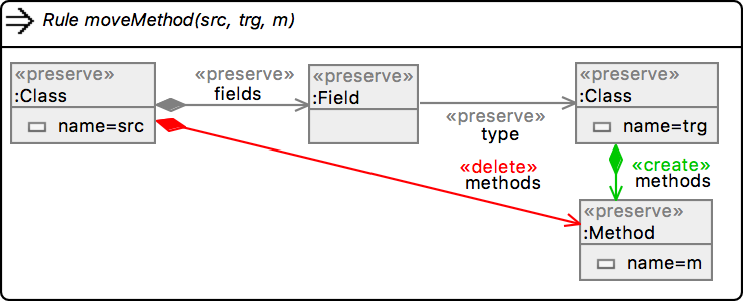 Rule moveMethod(src, trg, m)
«preserve»
:Class
name=src
«preserve»
fields
«preserve»
:Field
«preserve»
type
«preserve»
:Class
name=trg
«delete»
methods
«create»
methods
«preserve»
:Method
name=m